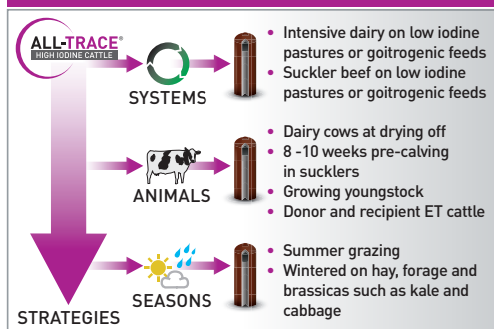 ALL-TRACE®
HIGH IODINE CATTLE
SYSTEMS
• Intensive dairy on low iodine
pastures or goitrogenic feeds
• Suckler beef on low iodine
pastures or goitrogenic feeds
ANIMALS
• Dairy cows at drying off
• 8 -10 weeks pre-calving
in sucklers
• Growing youngstock
• Donor and recipient ET cattle
SEASONS
• Summer grazing
• Wintered on hay, forage and
brassicas such as kale and
cabbage
STRATEGIES